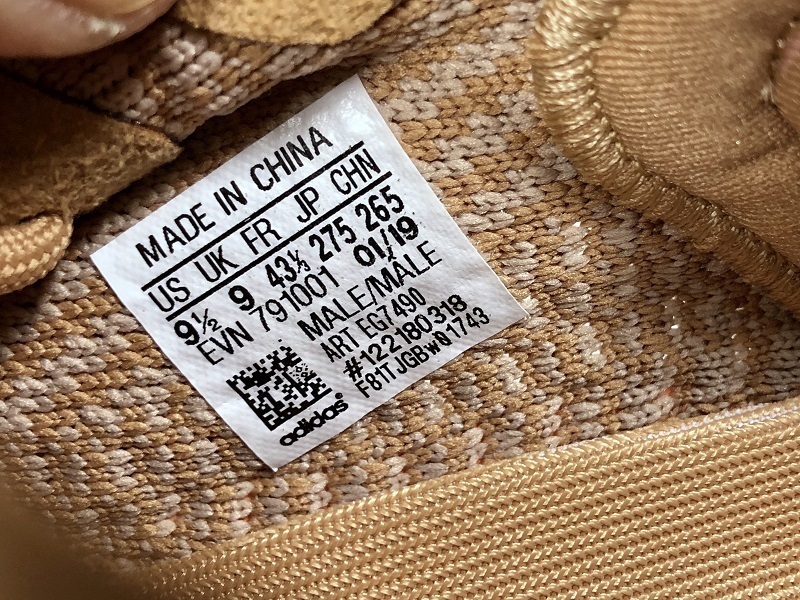 MADE IN CHINA
US UK FR JP CHN
9½ 9 43⅓ 275 265
EVN 791001 01/19
MALE/MALE
ART EG7490
#122180318
F81TJGBW01743
adidas®